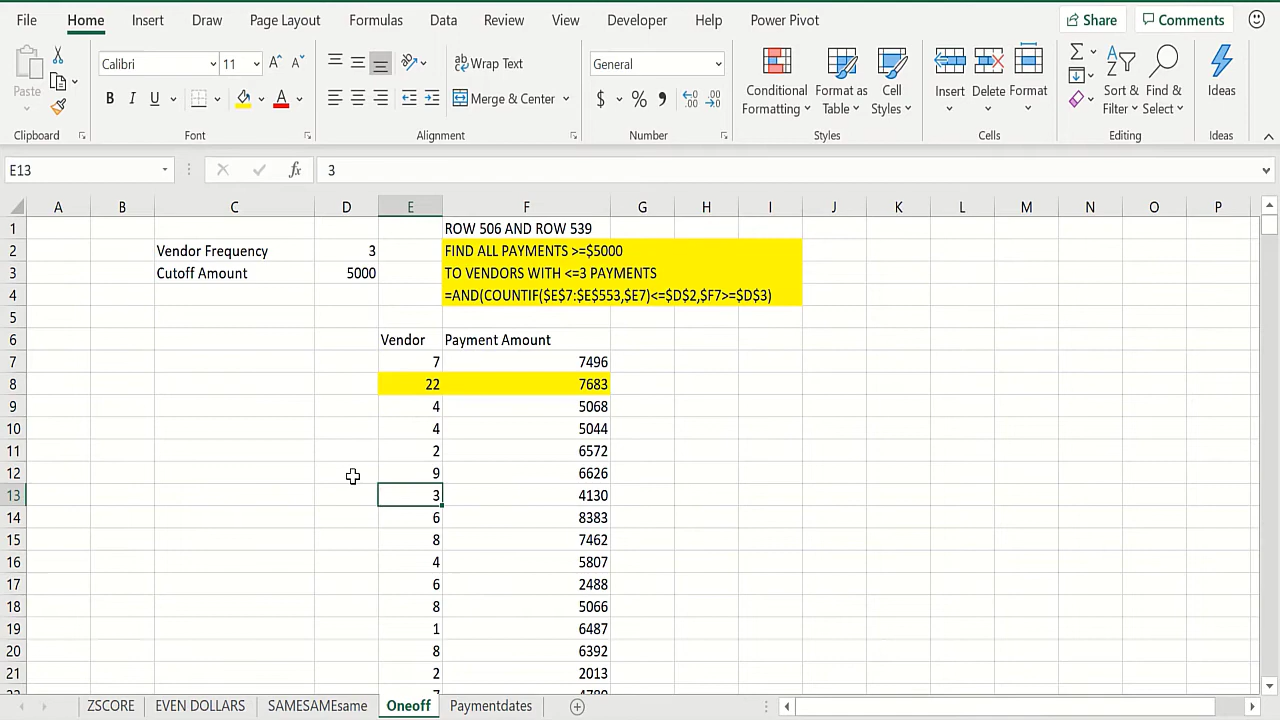 File Home Insert Draw Page Layout Formulas Data Review View Developer Help Power Pivot Share Comments
Paste
Calibri 11 A A
B I U A
Wrap Text
Merge & Center
General
$ % , .00
Conditional Formatting
Format as Table
Cell Styles
Insert Delete Format
Sort & Filter
Find & Select
Ideas
Clipboard Font Alignment Number Styles Cells Editing Ideas
E13 fx 3
A B C D E F G H I J K L M N O P
1 ROW 506 AND ROW 539
2 Vendor Frequency 3 FIND ALL PAYMENTS >=$5000
3 Cutoff Amount 5000 TO VENDORS WITH <=3 PAYMENTS
4 =AND(COUNTIF($E$7:$E$553,$E7)<=$D$2,$F7>=$D$3)
5
6 Vendor Payment Amount
7 7 7496
8 22 7683
9 4 5068
10 4 5044
11 2 6572
12 9 6626
13 3 4130
14 6 8383
15 8 7462
16 4 5807
17 6 2488
18 8 5066
19 1 6487
20 8 6392
21 2 2013
ZSCORE EVEN DOLLARS SAMESAMEsame Oneoff Paymentdates